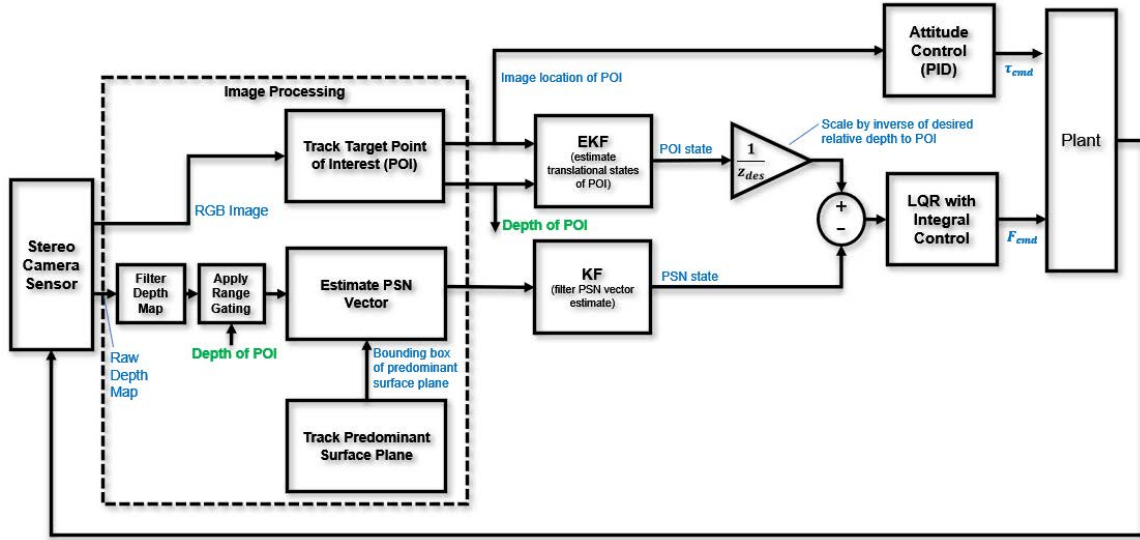 Image Processing
Stereo
Camera
Sensor
RGB Image
Raw
Depth
Map
Filter
Depth
Map
Apply
Range
Gating
Depth of POI
Track Target Point
of Interest (POI)
Estimate PSN
Vector
Bounding box
of predominant
surface plane
Track Predominant
Surface Plane
Image location of POI
Depth of POI
EKF
(estimate
translational states
of POI)
KF
(filter PSN vector
estimate)
POI state
PSN state
1
z_des
Scale by inverse of desired
relative depth to POI
+
−
Attitude
Control
(PID)
τ_cmd
LQR with
Integral
Control
F_cmd
Plant